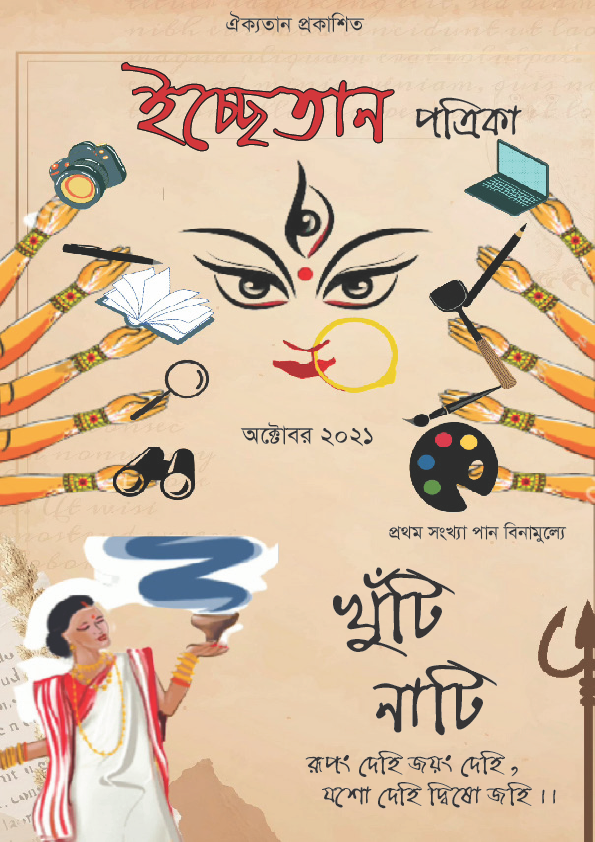 ঐক্যতান প্রকাশিত
ইচ্ছেতান পত্রিকা
অক্টোবর ২০২১
প্রথম সংখ্যা পান বিনামুল্যে
খুঁটি
নাটি
রূপং দেহি জয়ং দেহি ,
যশো দেহি দ্বিষো জহি ।।